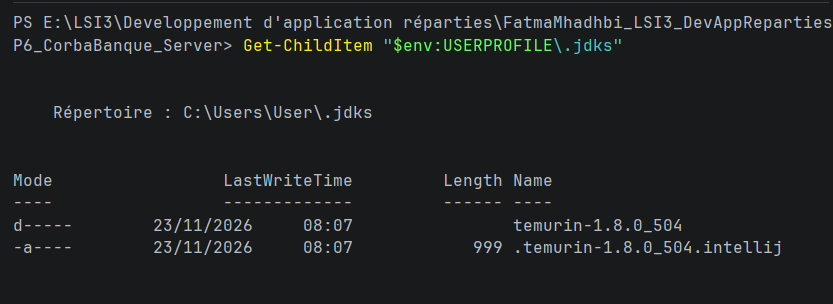 PS E:\LSI3\Developpement d'application réparties\FatmaMhadhbi_LSI3_DevAppReparties
P6_CorbaBanque_Server> Get-ChildItem "$env:USERPROFILE\.jdks"
Répertoire : C:\Users\User\.jdks
Mode LastWriteTime Length Name
---- ------------- ------ ----
d----- 23/11/2026 08:07 temurin-1.8.0_504
-a---- 23/11/2026 08:07 999 .temurin-1.8.0_504.intellij